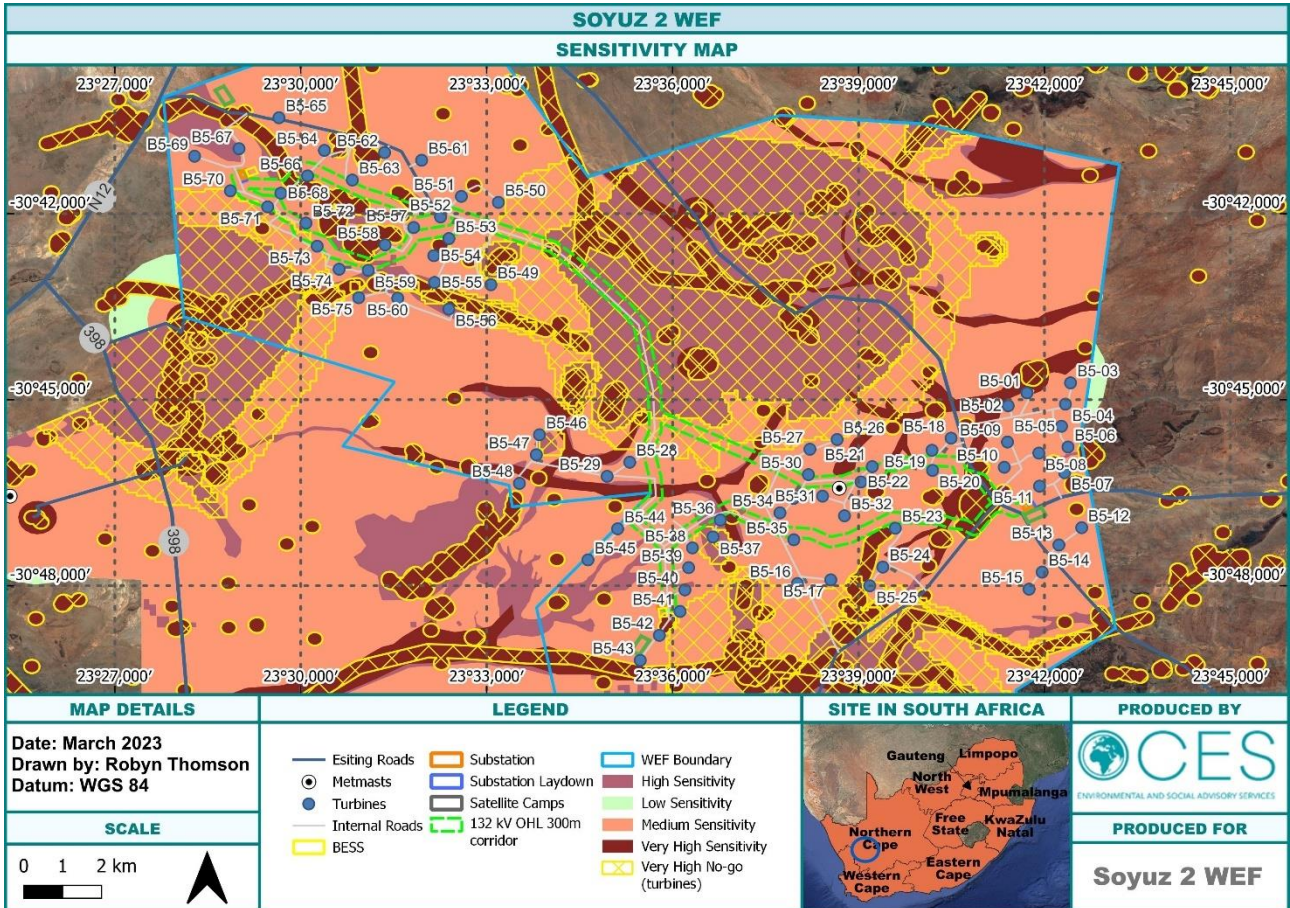 SOYUZ 2 WEF
SENSITIVITY MAP
23°27,000' 23°30,000' 23°33,000' 23°36,000' 23°39,000' 23°42,000' 23°45,000'
B5-65
B5-67 B5-64 B5-62
B5-69 B5-61
B5-66 B5-63
B5-70 B5-68 B5-51 B5-50
N12
-30°42,000' -30°42,000'
B5-71 B5-72 B5-57 B5-52
B5-58 B5-53
B5-73 B5-54
B5-74 B5-59 B5-55 B5-49
B5-75 B5-60 B5-56
398
-30°45,000' -30°45,000'
B5-01 B5-03
B5-02 B5-04
B5-46 B5-26 B5-18 B5-05
B5-47 B5-27 B5-09 B5-06
B5-28 B5-21
B5-48 B5-29 B5-30 B5-19 B5-10 B5-08
B5-22 B5-20 B5-07
B5-34 B5-31 B5-11
B5-44 B5-36 B5-32 B5-23 B5-12
398
B5-45 B5-38 B5-35 B5-13
B5-39 B5-37 B5-24 B5-14
-30°48,000' B5-40 B5-16 B5-15 -30°48,000'
B5-41 B5-17 B5-25
B5-42
B5-43
23°27,000' 23°30,000' 23°33,000' 23°36,000' 23°39,000' 23°42,000' 23°45,000'
MAP DETAILS
Date: March 2023
Drawn by: Robyn Thomson
Datum: WGS 84
SCALE
0 1 2 km
LEGEND
Esiting Roads
Metmasts
Turbines
Internal Roads
BESS
Substation
Substation Laydown
Satellite Camps
132 kV OHL 300m
corridor
WEF Boundary
High Sensitivity
Low Sensitivity
Medium Sensitivity
Very High Sensitivity
Very High No-go
(turbines)
SITE IN SOUTH AFRICA
Limpopo
Gauteng
North
West
Mpumalanga
Free
State
KwaZulu
Natal
Northern
Cape
Eastern
Cape
Western
Cape
PRODUCED BY
CES
ENVIRONMENTAL AND SOCIAL ADVISORY SERVICES
PRODUCED FOR
Soyuz 2 WEF